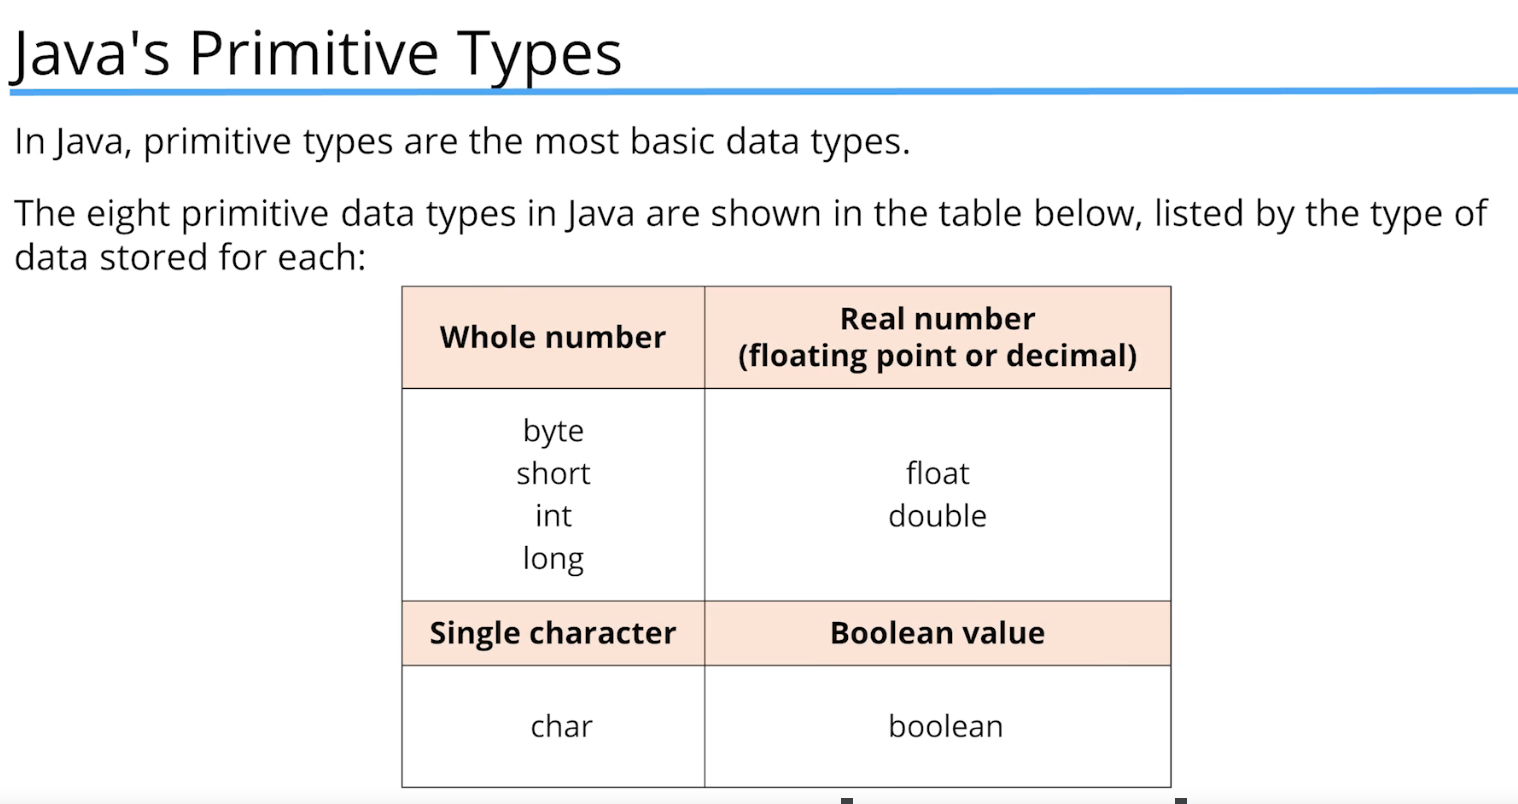 Java's Primitive Types
In Java, primitive types are the most basic data types.
The eight primitive data types in Java are shown in the table below, listed by the type of
data stored for each:
Whole number
Real number
(floating point or decimal)
byte
short
int
long
float
double
Single character
Boolean value
char
boolean